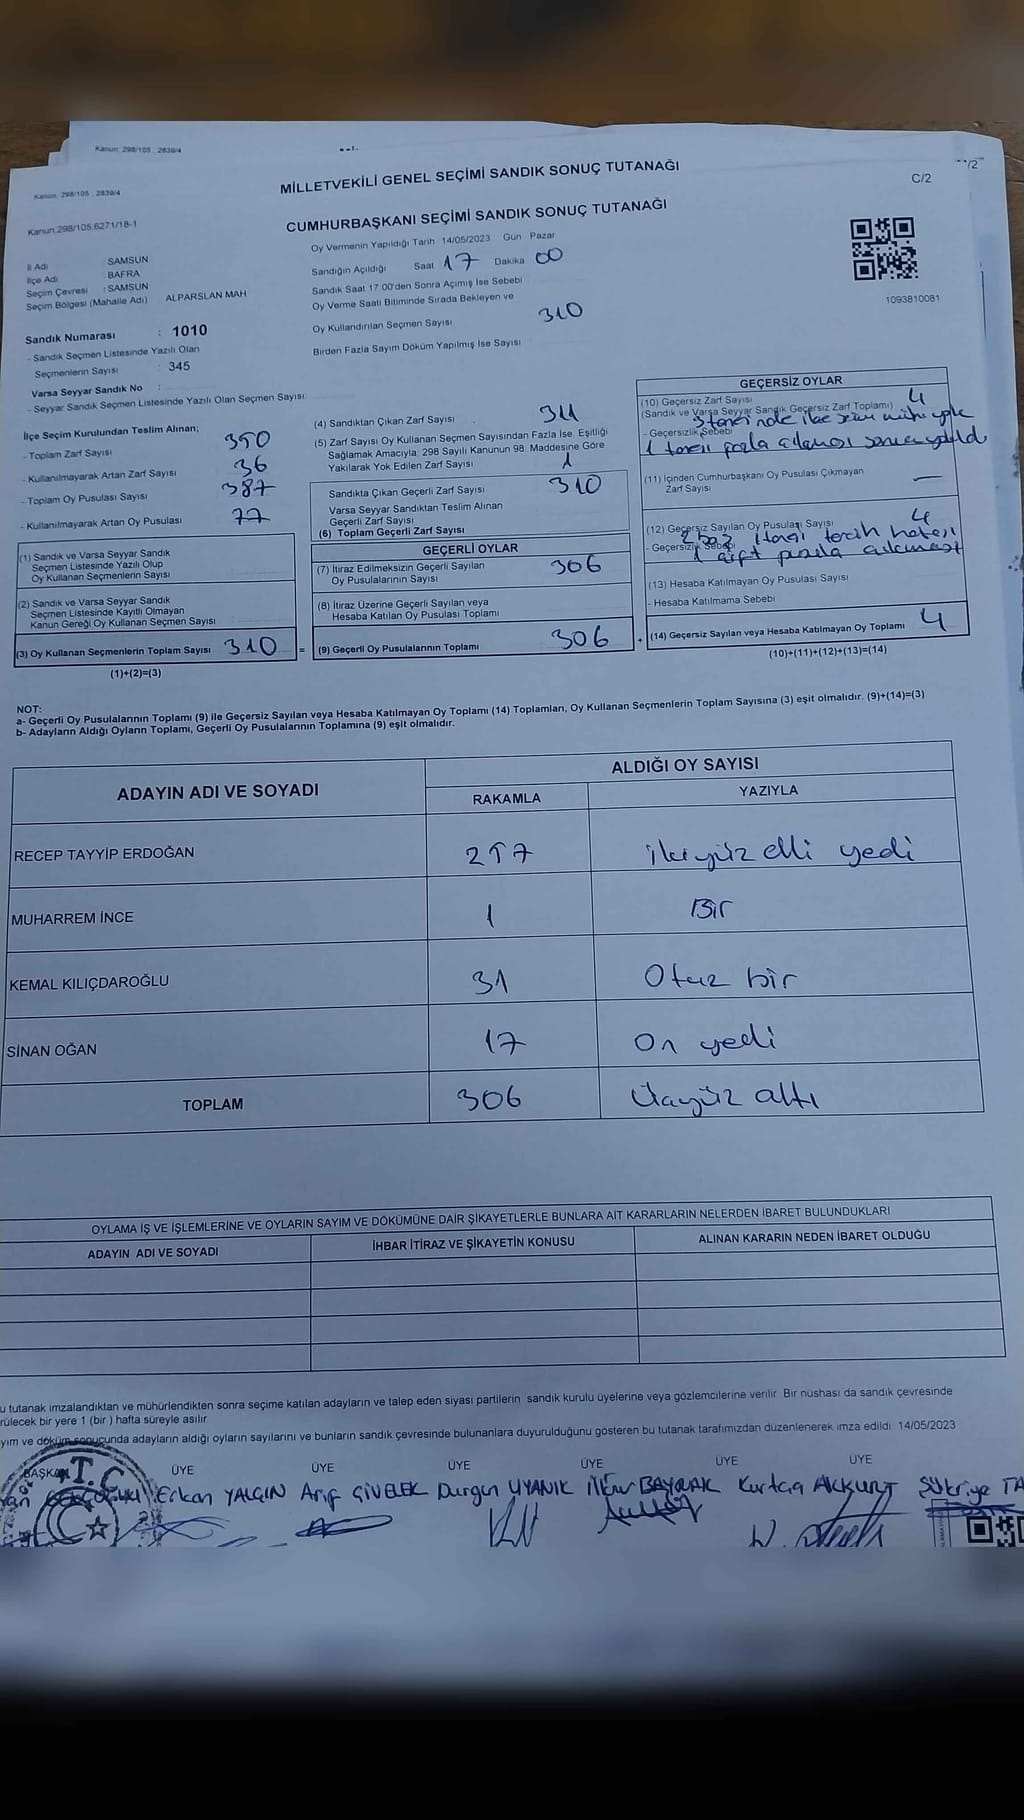 Kanun: 298/105 , 2839/4
/2
Kanun: 298/105 , 2839/4
MİLLETVEKİLİ GENEL SEÇİMİ SANDIK SONUÇ TUTANAĞI
C/2
Kanun:298/105,6271/18-1
CUMHURBAŞKANI SEÇİMİ SANDIK SONUÇ TUTANAĞI
Oy Vermenin Yapıldığı Tarih 14/05/2023 Gün Pazar
İl Adı SAMSUN
İlçe Adı BAFRA
Seçim Çevresi : SAMSUN
Seçim Bölgesi (Mahalle Adı) ALPARSLAN MAH
Sandığın Açıldığı Saat 17 Dakika 00
Sandık Saat 17 00'den Sonra Açımış İse Sebebi
Oy Verme Saati Bitiminde Sırada Bekleyen ve
Oy Kullandırılan Seçmen Sayısı 310
Birden Fazla Sayım Döküm Yapılmış İse Sayısı
1093810081
Sandık Numarası : 1010
- Sandık Seçmen Listesinde Yazılı Olan
Seçmenlerin Sayısı : 345
Varsa Seyyar Sandık No :
- Seyyar Sandık Seçmen Listesinde Yazılı Olan Seçmen Sayısı:
İlçe Seçim Kurulundan Teslim Alınan;
- Toplam Zarf Sayısı 350
- Kullanılmayarak Artan Zarf Sayısı 36
- Toplam Oy Pusulası Sayısı 387
- Kullanılmayarak Artan Oy Pusulası 77
(1) Sandık ve Varsa Seyyar Sandık
Seçmen Listesinde Yazılı Olup
Oy Kullanan Seçmenlerin Sayısı
(2) Sandık ve Varsa Seyyar Sandık
Seçmen Listesinde Kayıtlı Olmayan
Kanun Gereği Oy Kullanan Seçmen Sayısı
(3) Oy Kullanan Seçmenlerin Toplam Sayısı 310 =
(1)+(2)=(3)
(4) Sandıktan Çıkan Zarf Sayısı 311
(5) Zarf Sayısı Oy Kullanan Seçmen Sayısından Fazla İse, Eşitliği
Sağlamak Amacıyla, 298 Sayılı Kanunun 98. Maddesine Göre
Yakılarak Yok Edilen Zarf Sayısı 1
Sandıkta Çıkan Geçerli Zarf Sayısı 310
Varsa Seyyar Sandıktan Teslim Alınan
Geçerli Zarf Sayısı
(6) Toplam Geçerli Zarf Sayısı
GEÇERLİ OYLAR
(7) İtiraz Edilmeksizin Geçerli Sayılan
Oy Pusulalarının Sayısı 306
(8) İtiraz Üzerine Geçerli Sayılan veya
Hesaba Katılan Oy Pusulası Toplamı
(9) Geçerli Oy Pusulalarının Toplamı 306 +
GEÇERSİZ OYLAR
(10) Geçersiz Zarf Sayısı 4
(Sandık ve Varsa Seyyar Sandık Geçersiz Zarf Toplamı)
3 tanesinde ilçe seçim mührü yok
- Geçersizlik Sebebi
1 tanesi fazla yakıldı
(11) İçinden Cumhurbaşkanı Oy Pusulası Çıkmayan
Zarf Sayısı —
(12) Geçersiz Sayılan Oy Pusulası Sayısı 4
2 boş 1 tanesi tercih hatası
- Geçersizlik Sebebi
1 çift pusula
(13) Hesaba Katılmayan Oy Pusulası Sayısı
- Hesaba Katılmama Sebebi
(14) Geçersiz Sayılan veya Hesaba Katılmayan Oy Toplamı 4
(10)+(11)+(12)+(13)=(14)
NOT:
a- Geçerli Oy Pusulalarının Toplamı (9) ile Geçersiz Sayılan veya Hesaba Katılmayan Oy Toplamı (14) Toplamları, Oy Kullanan Seçmenlerin Toplam Sayısına (3) eşit olmalıdır. (9)+(14)=(3)
b- Adayların Aldığı Oyların Toplamı, Geçerli Oy Pusulalarının Toplamına (9) eşit olmalıdır.
ADAYIN ADI VE SOYADI
ALDIĞI OY SAYISI
RAKAMLA YAZIYLA
RECEP TAYYİP ERDOĞAN 257 ikiyüz elli yedi
MUHARREM İNCE 1 Bir
KEMAL KILIÇDAROĞLU 31 Otuz bir
SİNAN OĞAN 17 On yedi
TOPLAM 306 Üçyüz altı
OYLAMA İŞ VE İŞLEMLERİNE VE OYLARIN SAYIM VE DÖKÜMÜNE DAİR ŞİKAYETLERLE BUNLARA AİT KARARLARIN NELERDEN İBARET BULUNDUKLARI
ADAYIN ADI VE SOYADI İHBAR İTİRAZ VE ŞİKAYETİN KONUSU ALINAN KARARIN NEDEN İBARET OLDUĞU
u tutanak imzalandıktan ve mühürlendikten sonra seçime katılan adayların ve talep eden siyasi partilerin sandık kurulu üyelerine veya gözlemcilerine verilir. Bir nüshası da sandık çevresinde
rülecek bir yere 1 (bir ) hafta süreyle asılır
yım ve döküm sonucunda adayların aldığı oyların sayılarını ve bunların sandık çevresinde bulunanlara duyurulduğunu gösteren bu tutanak tarafımızdan düzenlenerek imza edildi 14/05/2023
BAŞKAN ÜYE ÜYE ÜYE ÜYE ÜYE ÜYE
T.C
Erkan YALÇIN Arif GİVELEK Durgun UYANIK İlknur BAYRAK Kurtça AKKURT Şükriye TA